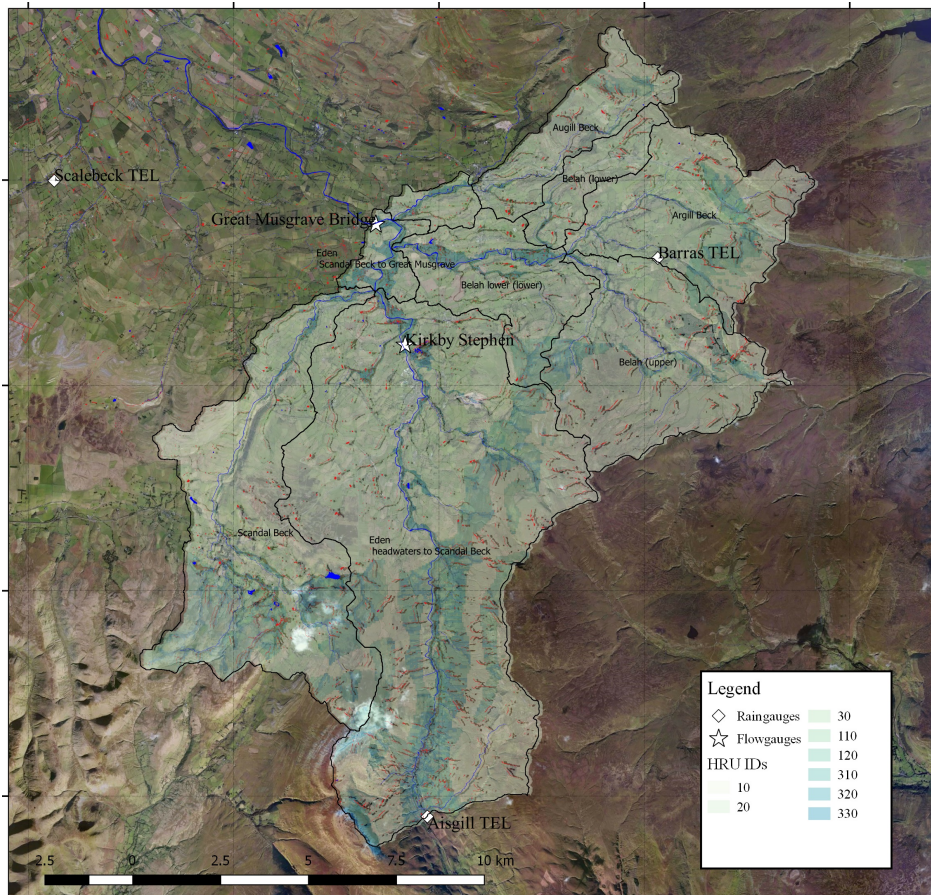 Augill Beck
Scalebeck TEL
Belah (lower)
Great Musgrave Bridge
Argill Beck
Eden
Scandal Beck to Great Musgrave
Barras TEL
Belah lower (lower)
Kirkby Stephen
Belah (upper)
Scandal Beck
Eden
headwaters to Scandal Beck
Aisgill TEL
Legend
Raingauges
Flowgauges
HRU IDs
10
20
30
110
120
310
320
330
2.5 0 2.5 5 7.5 10 km